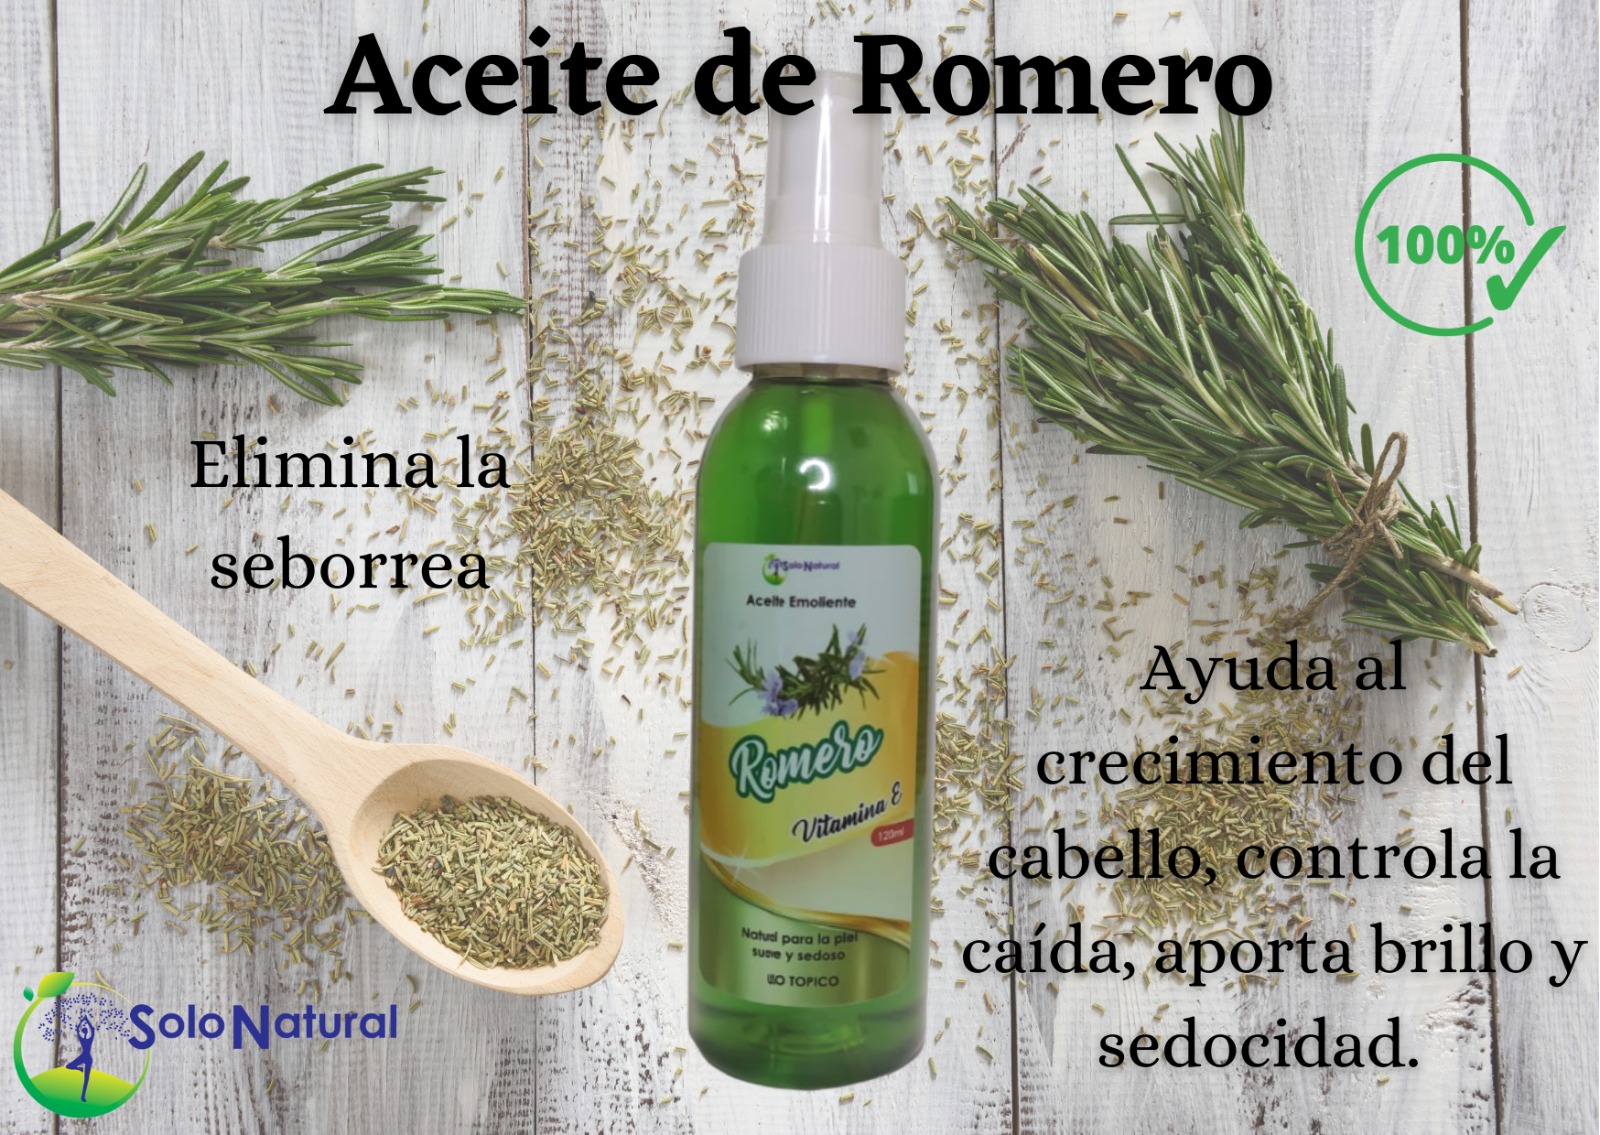 Aceite de Romero
100%
Elimina la
seborrea
Solo Natural
Aceite Emoliente
Romero
Vitamina E
120ml
Natural para la piel
suave y sedoso
USO TOPICO
Ayuda al
crecimiento del
cabello, controla la
caída, aporta brillo y
sedocidad.
Solo Natural